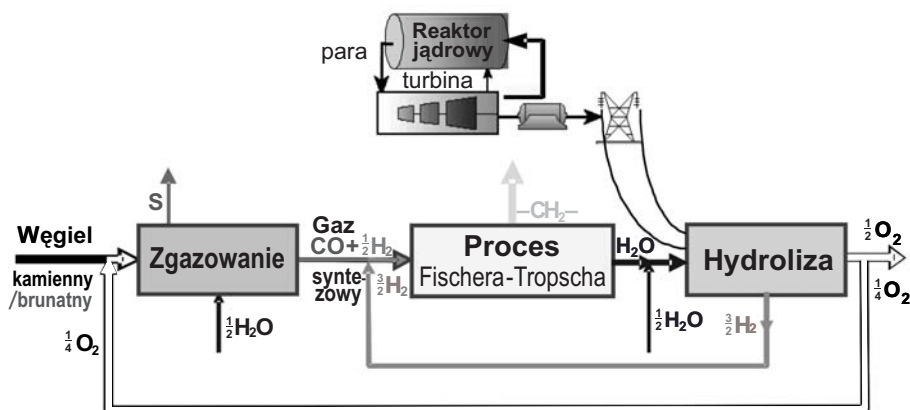 Reaktor
jądrowy
para
turbina
S
–CH₂–
Węgiel
kamienny
/brunatny
Zgazowanie
Gaz
CO+½H₂
synte-
zowy
3/2H₂
Proces
Fischera-Tropscha
H₂O
Hydroliza
½O₂
¼O₂
¼O₂
½H₂O
½H₂O
3/2H₂